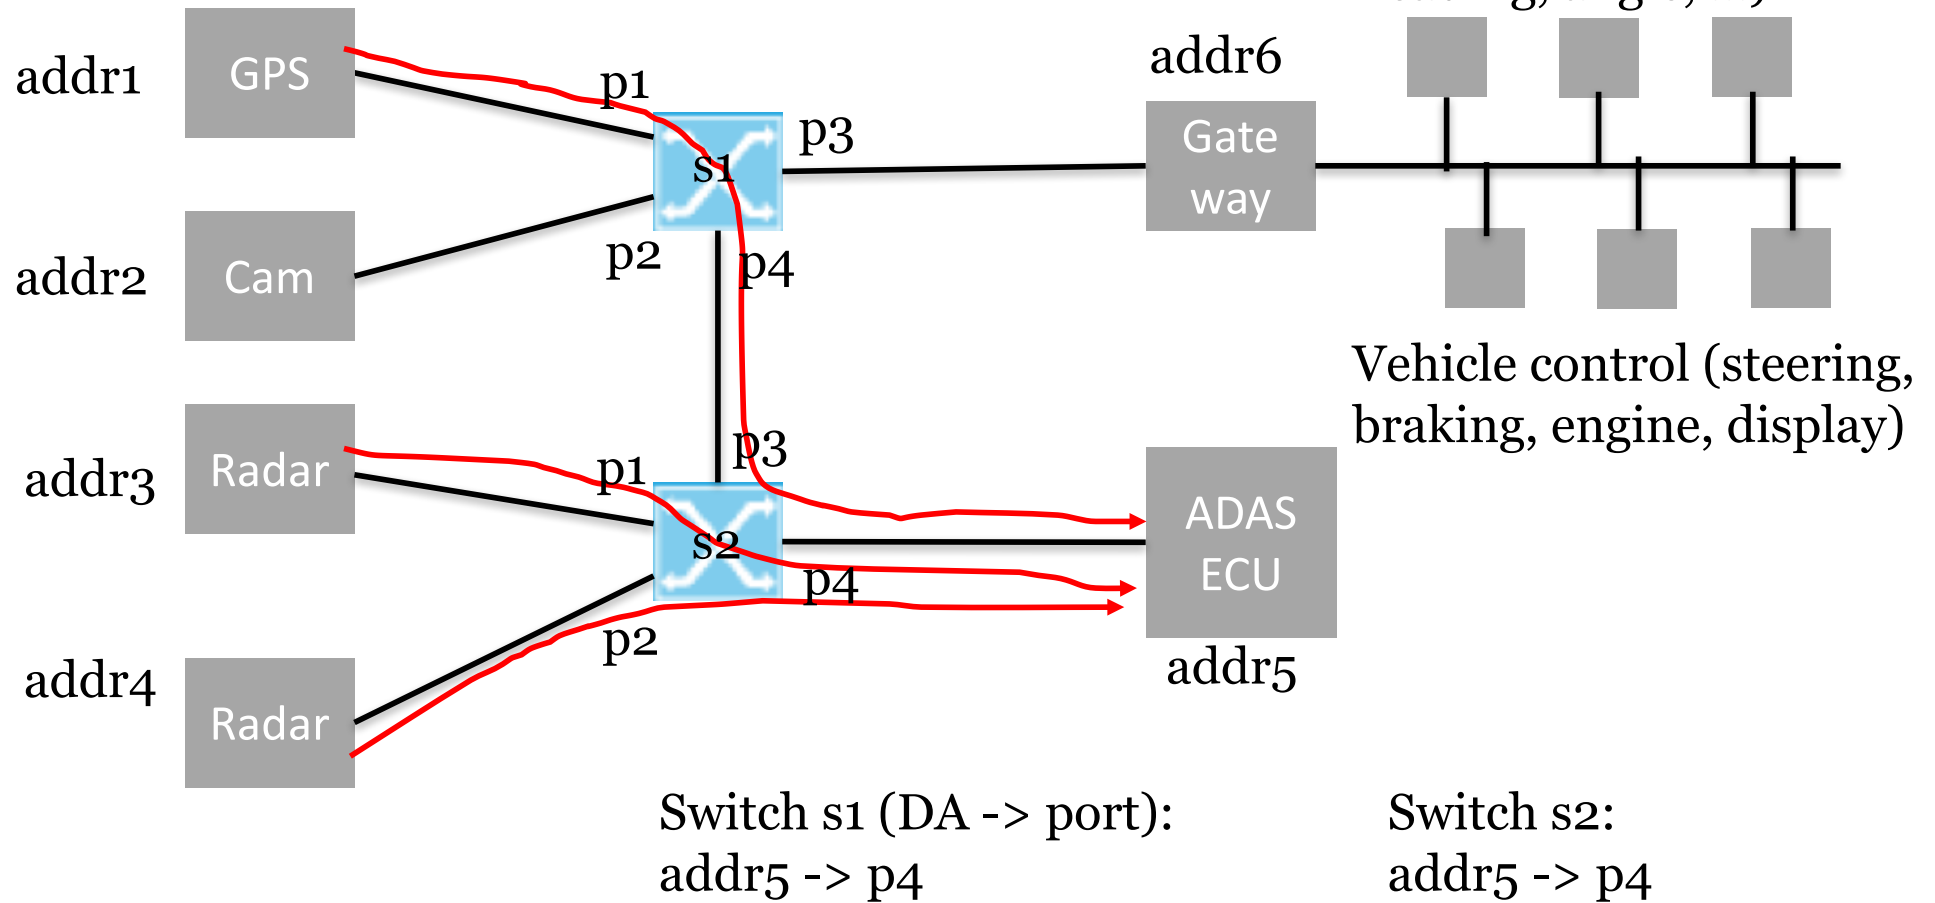 addr1
GPS
p1
s1
p3
addr6
Gate
way
addr2
Cam
p2
p4
Vehicle control (steering,
braking, engine, display)
addr3
Radar
p1
p3
s2
p4
ADAS
ECU
addr5
addr4
Radar
p2
Switch s1 (DA -> port):
addr5 -> p4
Switch s2:
addr5 -> p4